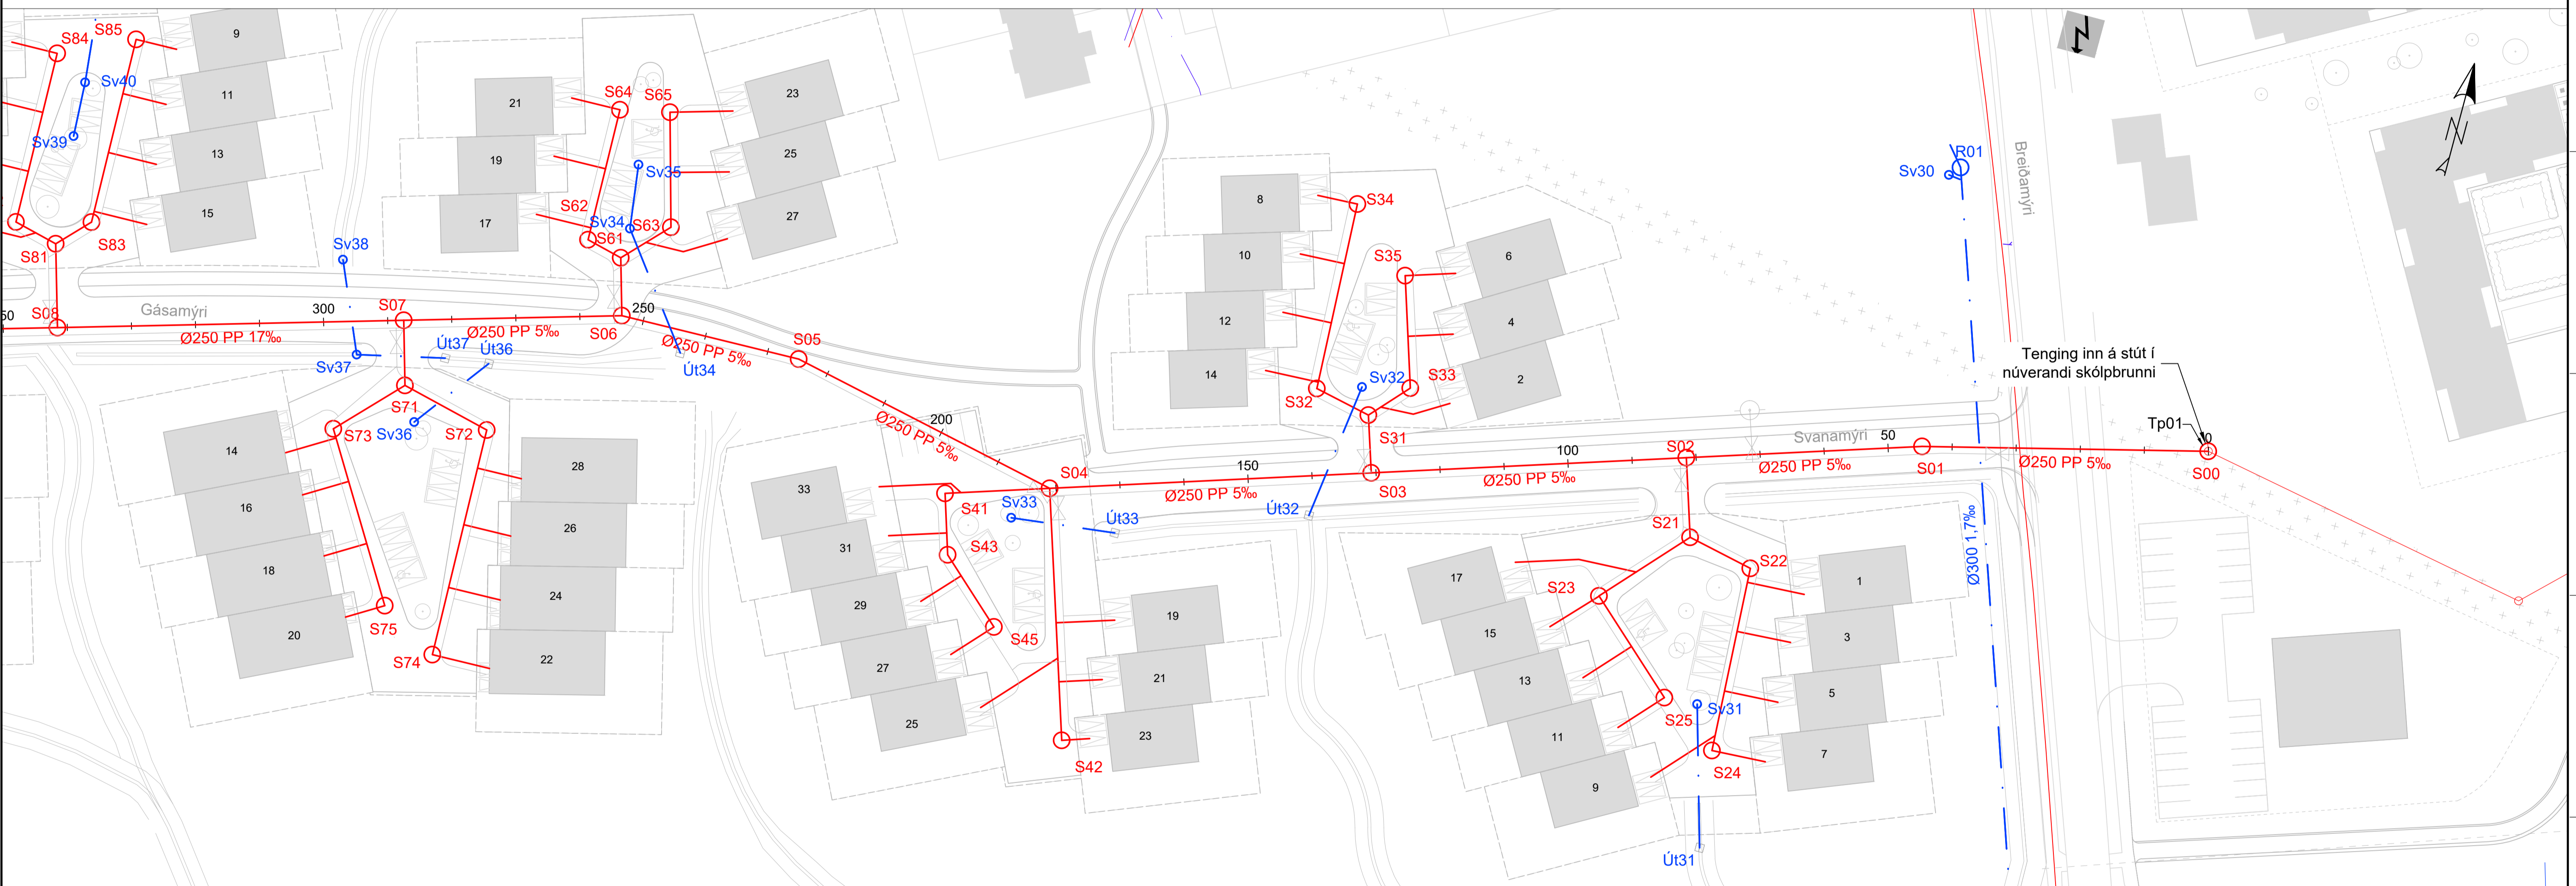 S84
S85
9
Sv40
11
Sv39
13
15
S83
S81
S08
50
Gásamýri
Ø250 PP 17‰
300
Sv38
Sv37
S07
Ø250 PP 5‰
Út37
Út36
S71
S73
Sv36
S72
14
16
18
20
S75
S74
28
26
24
22
21
19
17
S64
S65
S62
Sv35
Sv34
S63
S61
23
25
27
250
S06
Ø250 PP 5‰
Út34
S05
Ø250 PP 5‰
200
S04
S41
Sv33
Út33
S43
S45
S42
33
31
29
27
25
19
21
23
8
10
12
14
S34
S35
6
4
2
Sv32
S33
S32
S31
150
Ø250 PP 5‰
S03
Út32
100
Ø250 PP 5‰
S02
Svanamýri
50
Ø250 PP 5‰
S01
Ø250 PP 5‰
S21
S22
S23
S25
S24
Sv31
Út31
17
15
13
11
9
1
3
5
7
Sv30
R01
Breiðamýri
Ø300 1,7‰
Tenging inn á stút í
núverandi skólpbrunni
Tp01
0
S00
N